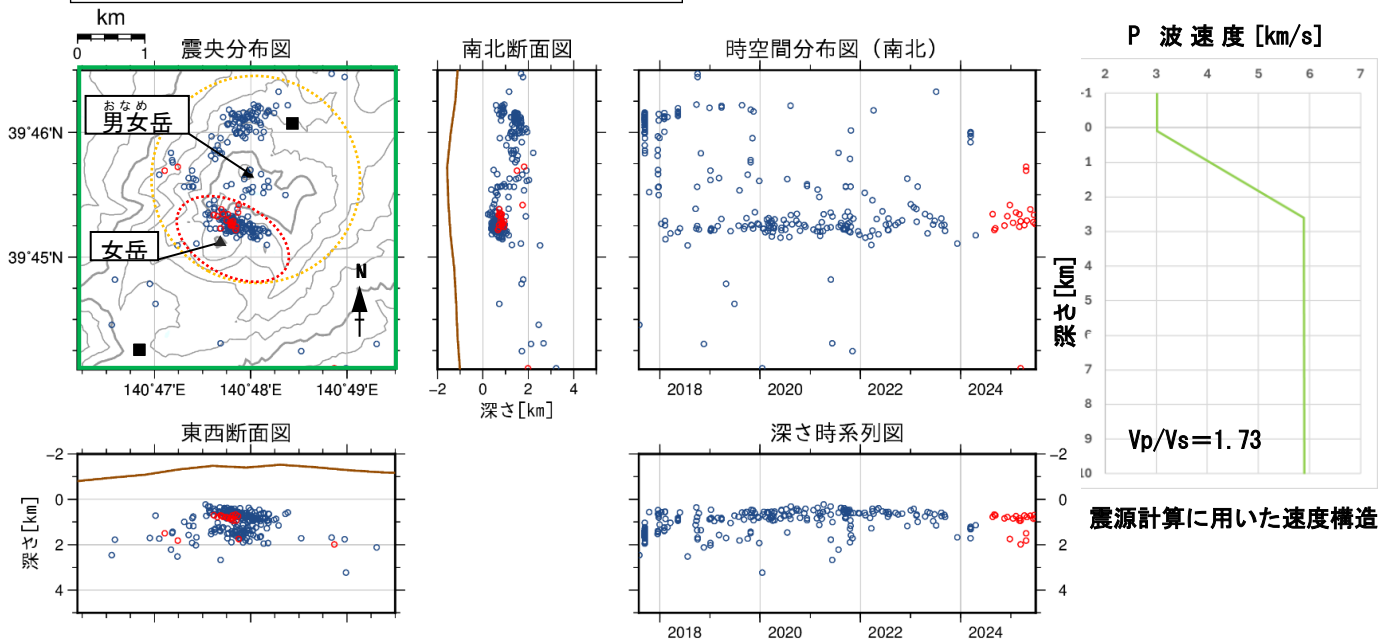 km
0 1
震央分布図
おなめ
男女岳
女岳
N
39°46'N
39°45'N
140°47'E 140°48'E 140°49'E
南北断面図
-2 0 2 4
深さ[km]
時空間分布図（南北）
2018 2020 2022 2024
P 波速度[km/s]
2 3 4 5 6 7
-1
0
1
2
3
4
5
6
7
8
9
10
深さ[km]
Vp/Vs=1.73
震源計算に用いた速度構造
東西断面図
-2
0
2
4
深さ[km]
深さ時系列図
-2
0
2
4
2018 2020 2022 2024